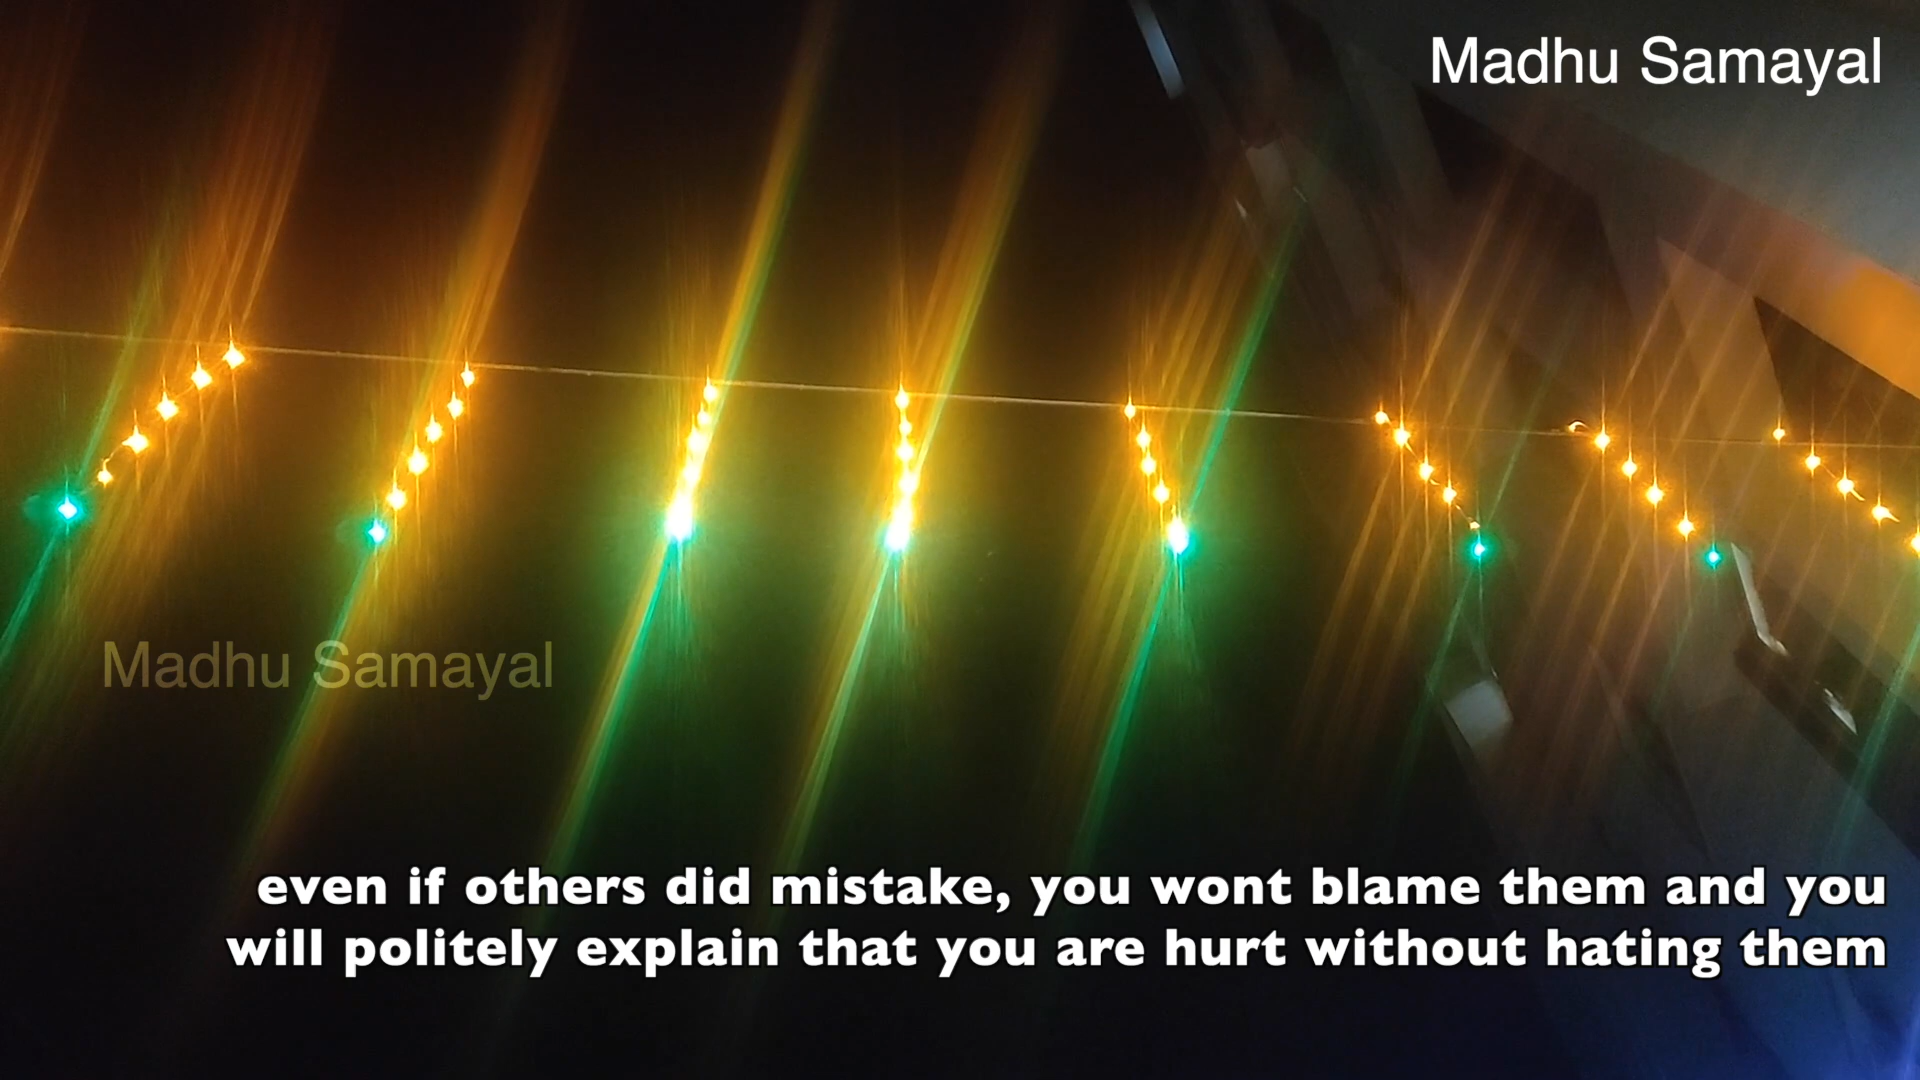 Madhu Samayal
Madhu Samayal
even if others did mistake, you wont blame them and you
will politely explain that you are hurt without hating them